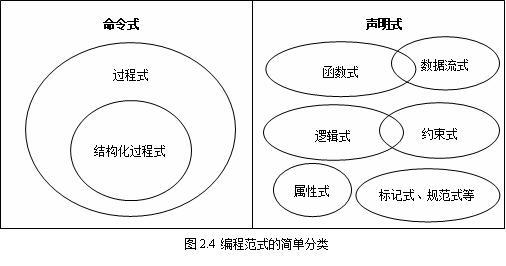 命令式
过程式
结构化过程式
声明式
函数式
数据流式
逻辑式
约束式
属性式
标记式、规范式等
图 2.4 编程范式的简单分类